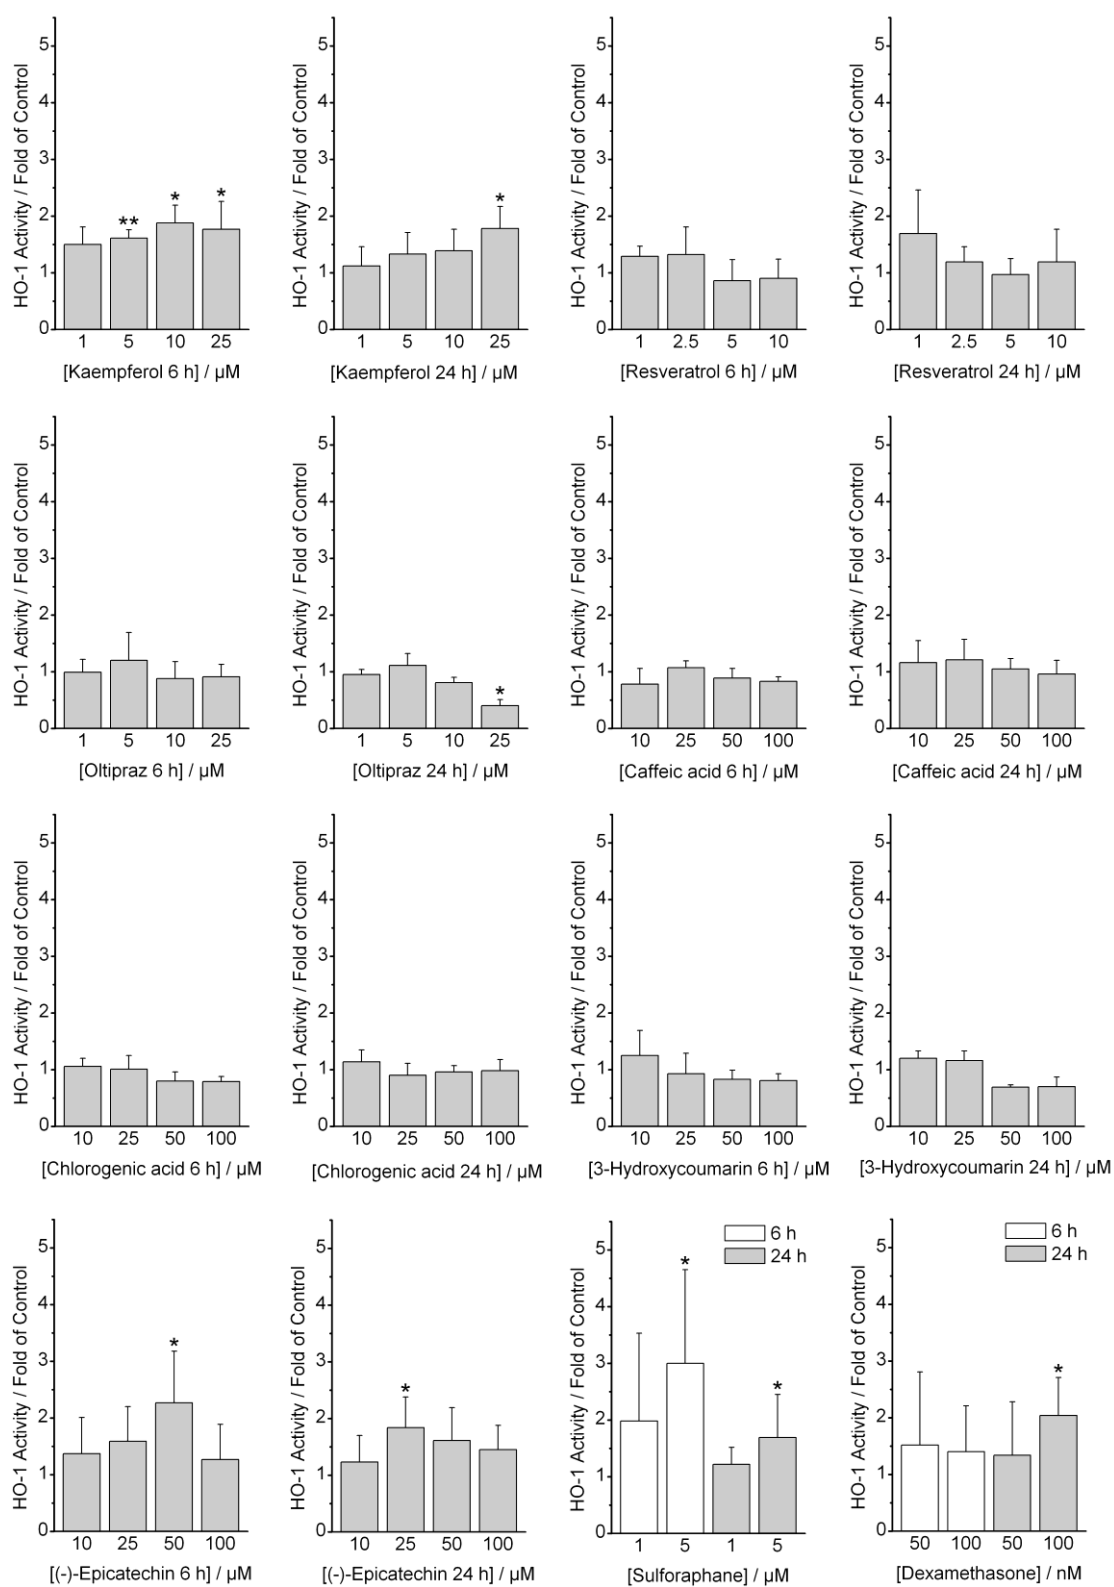 HO-1 Activity / Fold of Control
5
4
3
2
1
0
**
*
*
1 5 10 25
[Kaempferol 6 h] / µM
HO-1 Activity / Fold of Control
5
4
3
2
1
0
*
1 5 10 25
[Kaempferol 24 h] / µM
HO-1 Activity / Fold of Control
5
4
3
2
1
0
1 2.5 5 10
[Resveratrol 6 h] / µM
HO-1 Activity / Fold of Control
5
4
3
2
1
0
1 2.5 5 10
[Resveratrol 24 h] / µM
HO-1 Activity / Fold of Control
5
4
3
2
1
0
1 5 10 25
[Oltipraz 6 h] / µM
HO-1 Activity / Fold of Control
5
4
3
2
1
0
*
1 5 10 25
[Oltipraz 24 h] / µM
HO-1 Activity / Fold of Control
5
4
3
2
1
0
10 25 50 100
[Caffeic acid 6 h] / µM
HO-1 Activity / Fold of Control
5
4
3
2
1
0
10 25 50 100
[Caffeic acid 24 h] / µM
HO-1 Activity / Fold of Control
5
4
3
2
1
0
10 25 50 100
[Chlorogenic acid 6 h] / µM
HO-1 Activity / Fold of Control
5
4
3
2
1
0
10 25 50 100
[Chlorogenic acid 24 h] / µM
HO-1 Activity / Fold of Control
5
4
3
2
1
0
10 25 50 100
[3-Hydroxycoumarin 6 h] / µM
HO-1 Activity / Fold of Control
5
4
3
2
1
0
10 25 50 100
[3-Hydroxycoumarin 24 h] / µM
HO-1 Activity / Fold of Control
5
4
3
2
1
0
*
10 25 50 100
[(-)-Epicatechin 6 h] / µM
HO-1 Activity / Fold of Control
5
4
3
2
1
0
*
10 25 50 100
[(-)-Epicatechin 24 h] / µM
HO-1 Activity / Fold of Control
5
4
3
2
1
0
6 h
24 h
*
*
1 5 1 5
[Sulforaphane] / µM
HO-1 Activity / Fold of Control
5
4
3
2
1
0
6 h
24 h
*
50 100 50 100
[Dexamethasone] / nM